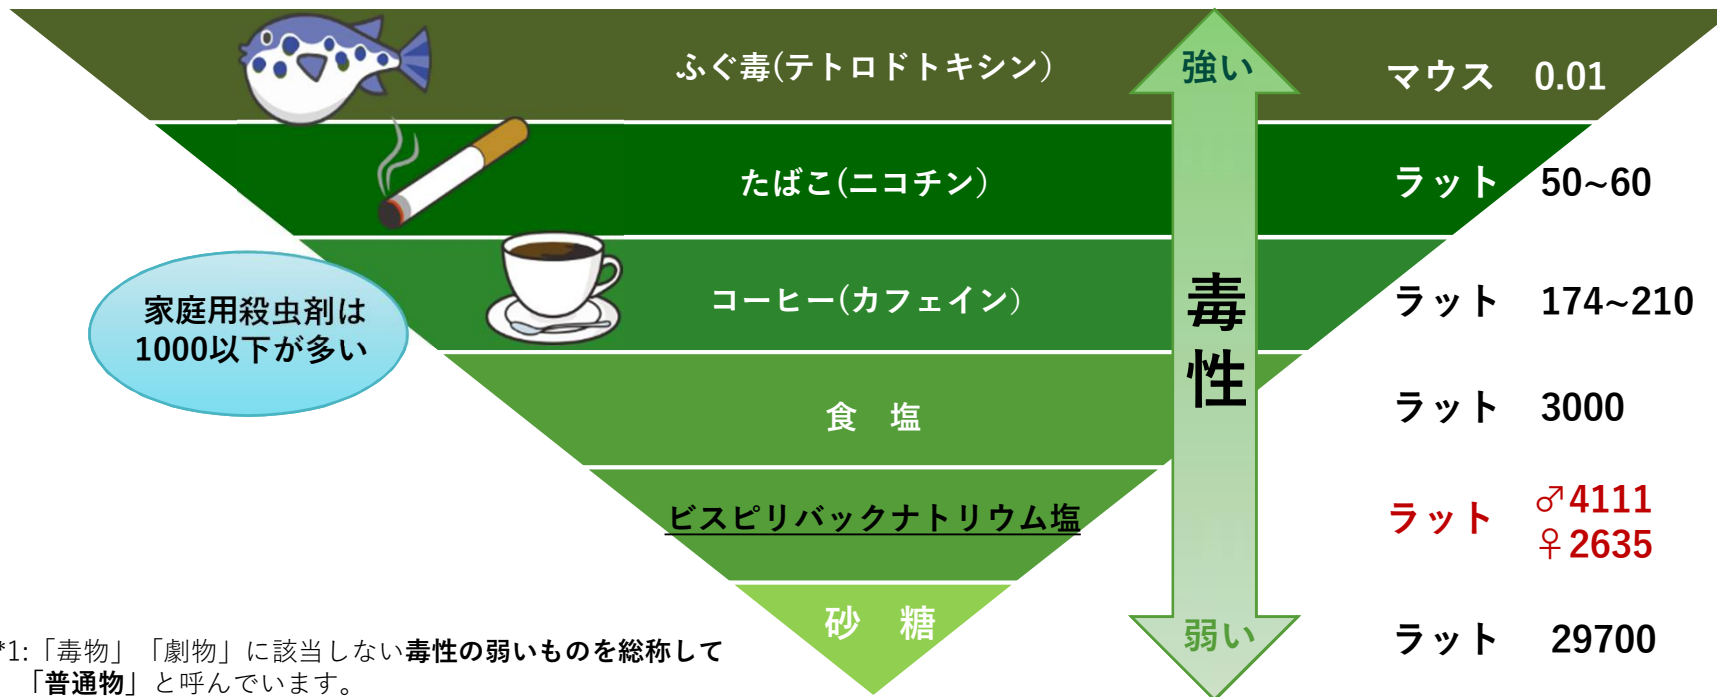 ふぐ毒(テトロドトキシン)
強い
マウス 0.01
たばこ(ニコチン)
ラット 50~60
家庭用殺虫剤は
1000以下が多い
コーヒー(カフェイン)
毒性
ラット 174~210
食 塩
ラット 3000
ビスピリバックナトリウム塩
ラット
♂4111
♀2635
砂 糖
弱い
ラット 29700
*1:「毒物」「劇物」に該当しない毒性の弱いものを総称して
「普通物」と呼んでいます。